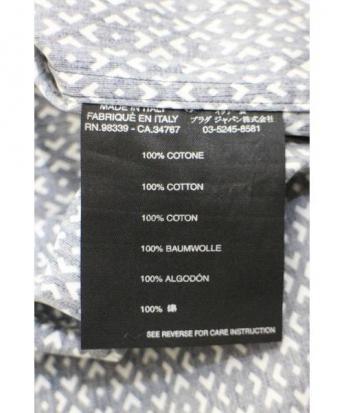 MADE IN ITALY
FABRIQUÉ EN ITALY プラダ ジャパン株式会社
RN.98339 - CA.34767 03-5245-8561
100% COTONE
100% COTTON
100% COTON
100% BAUMWOLLE
100% ALGODÓN
100% 綿
SEE REVERSE FOR CARE INSTRUCTION